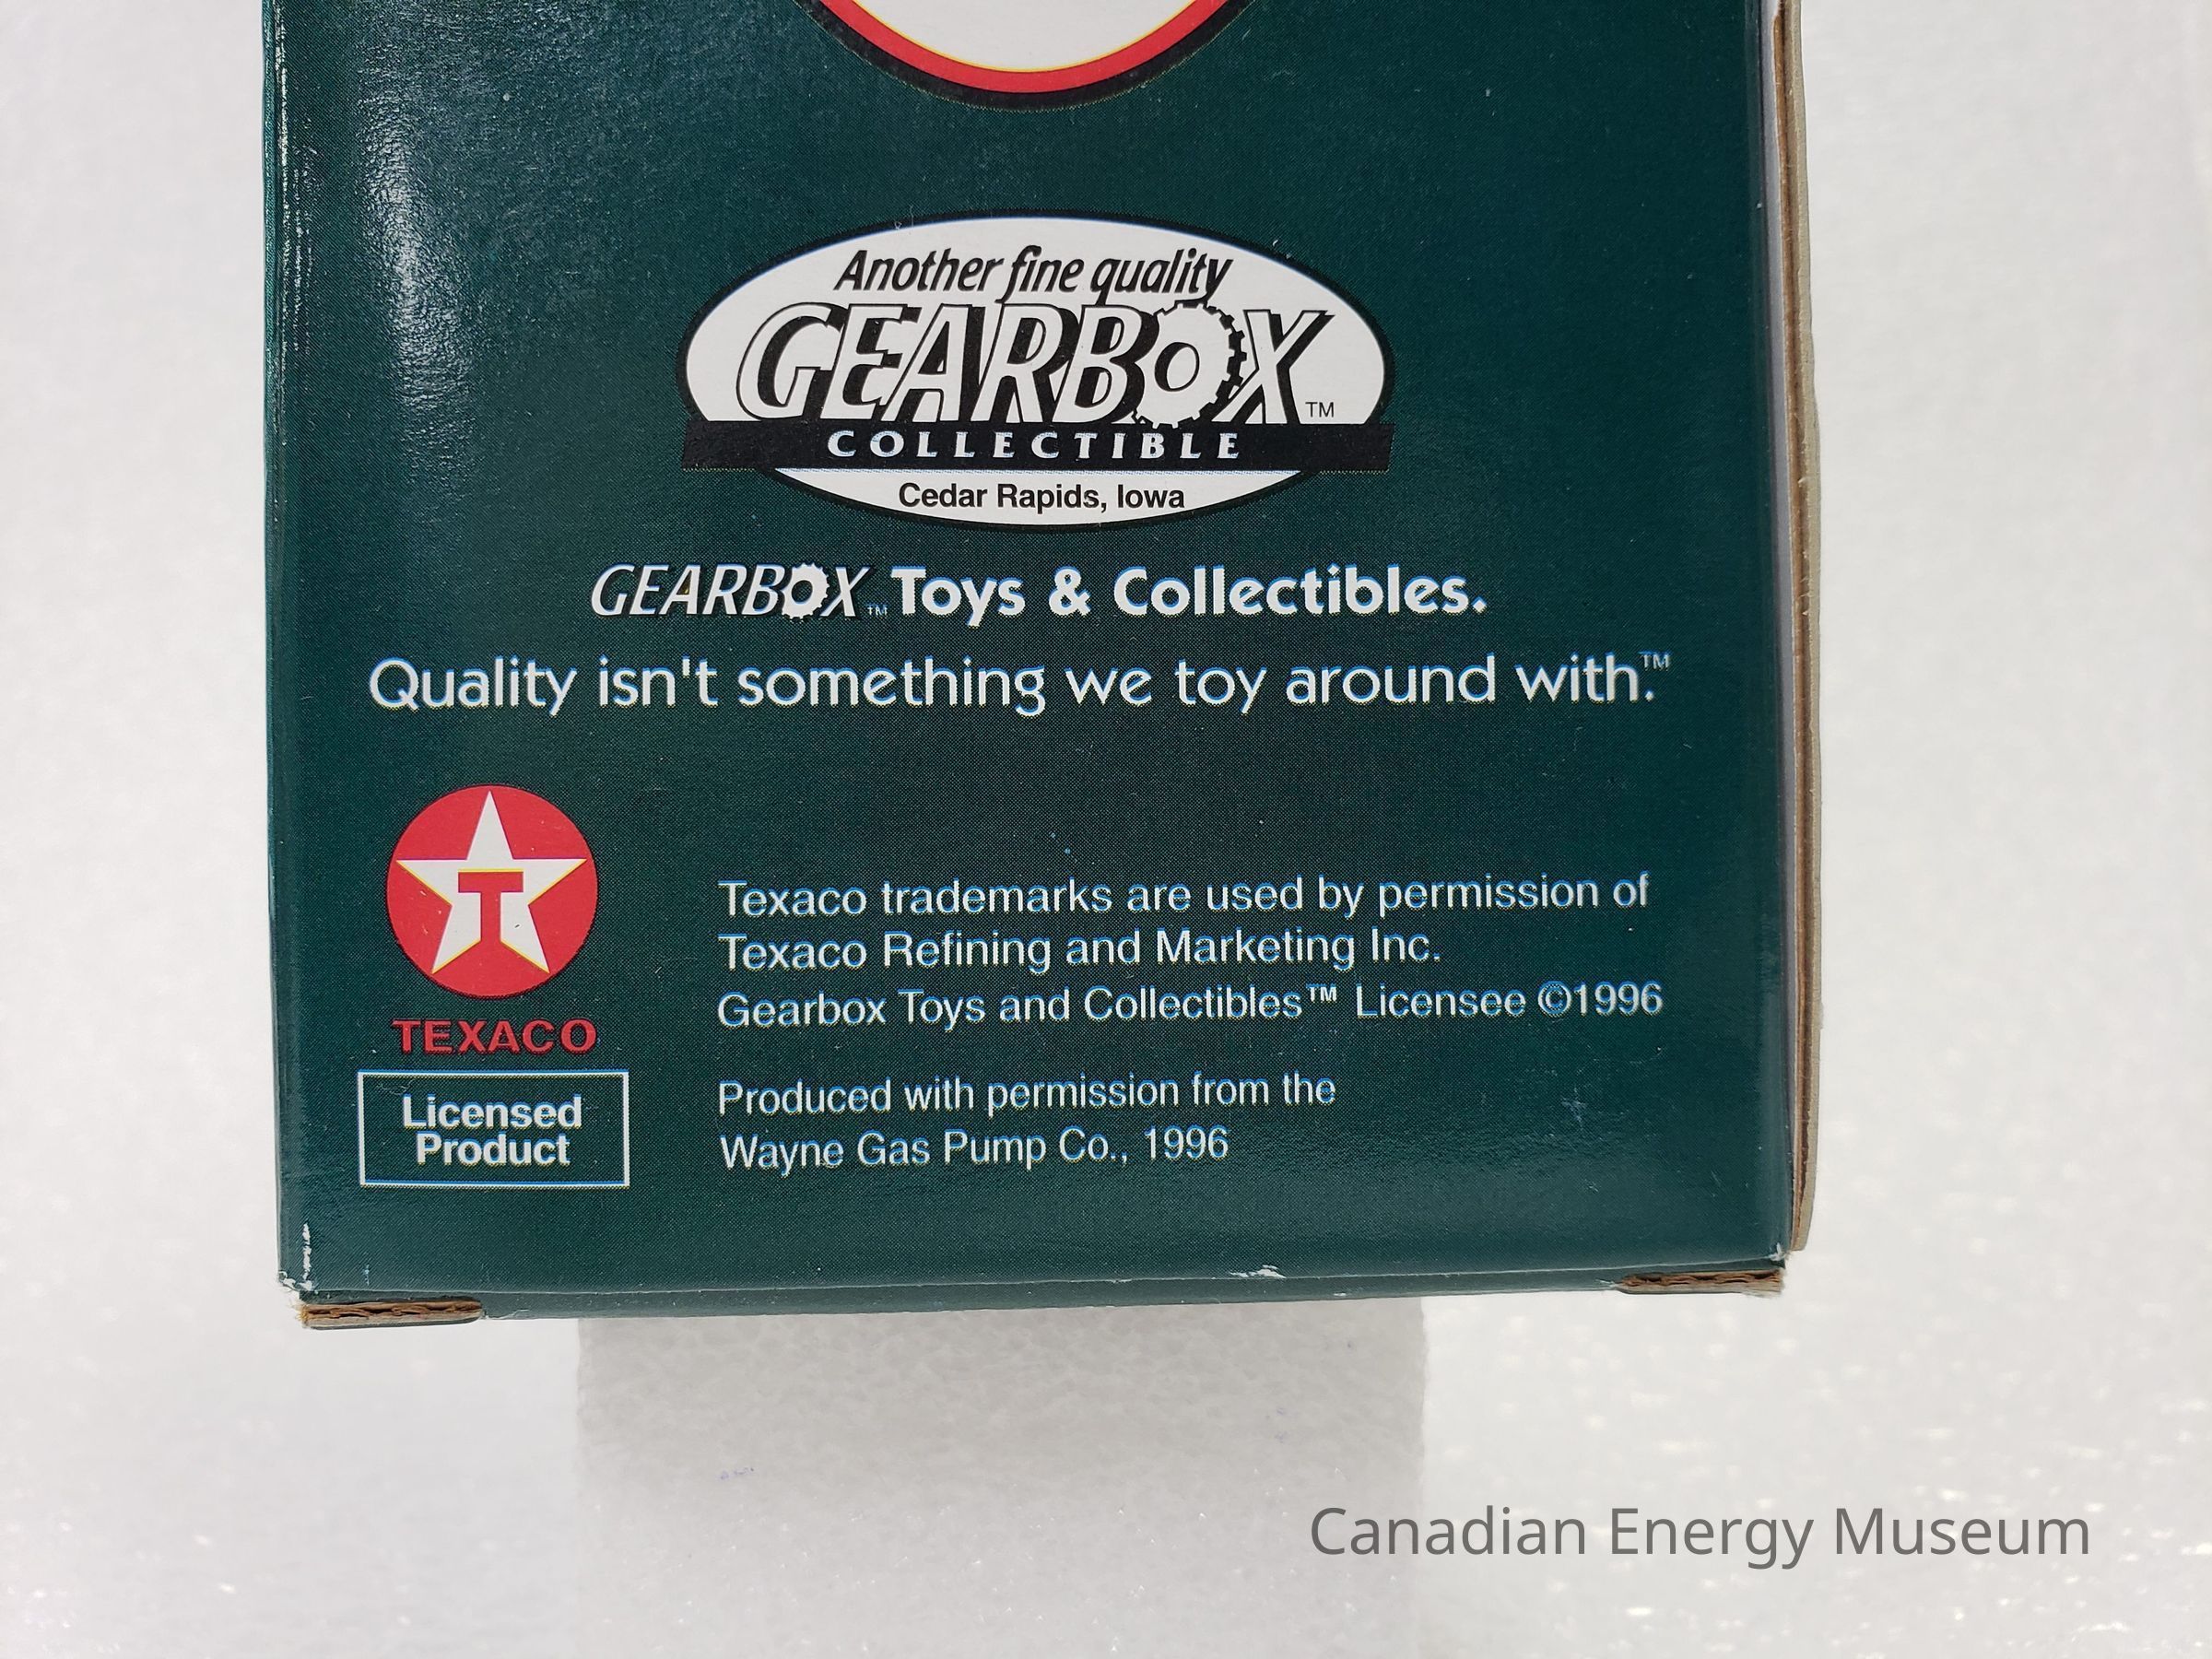 Another fine quality
GEARBOX™
COLLECTIBLE
Cedar Rapids, Iowa
GEARBOX™ Toys & Collectibles.
Quality isn't something we toy around with.™
T
TEXACO
Licensed
Product
Texaco trademarks are used by permission of
Texaco Refining and Marketing Inc.
Gearbox Toys and Collectibles™ Licensee ©1996
Produced with permission from the
Wayne Gas Pump Co., 1996
Canadian Energy Museum